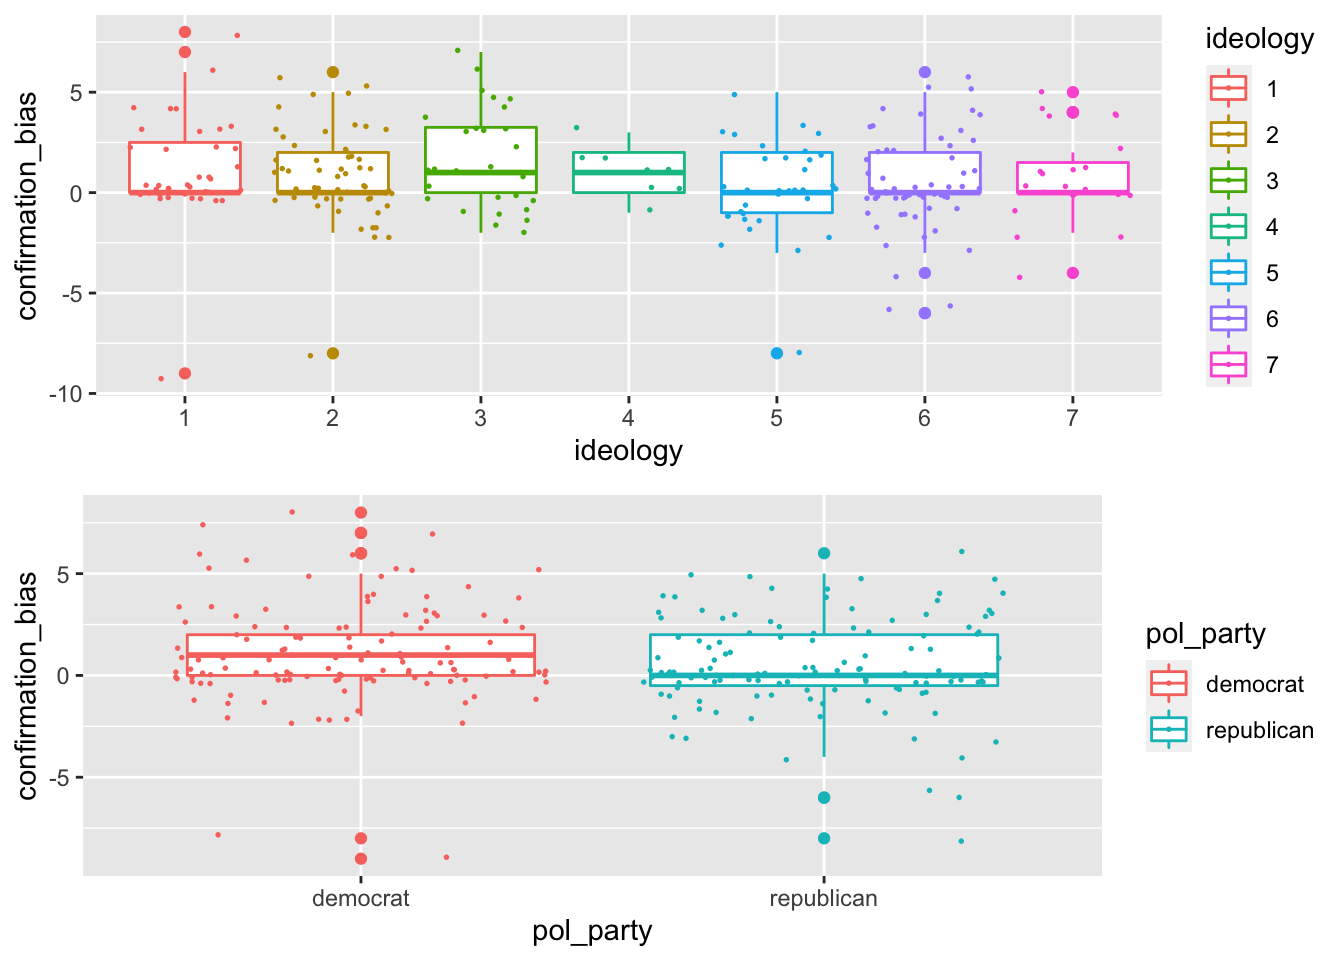 confirmation_bias
5
0
-5
-10
1
2
3
4
5
6
7
ideology
ideology
1
2
3
4
5
6
7
confirmation_bias
5
0
-5
democrat
republican
pol_party
pol_party
democrat
republican